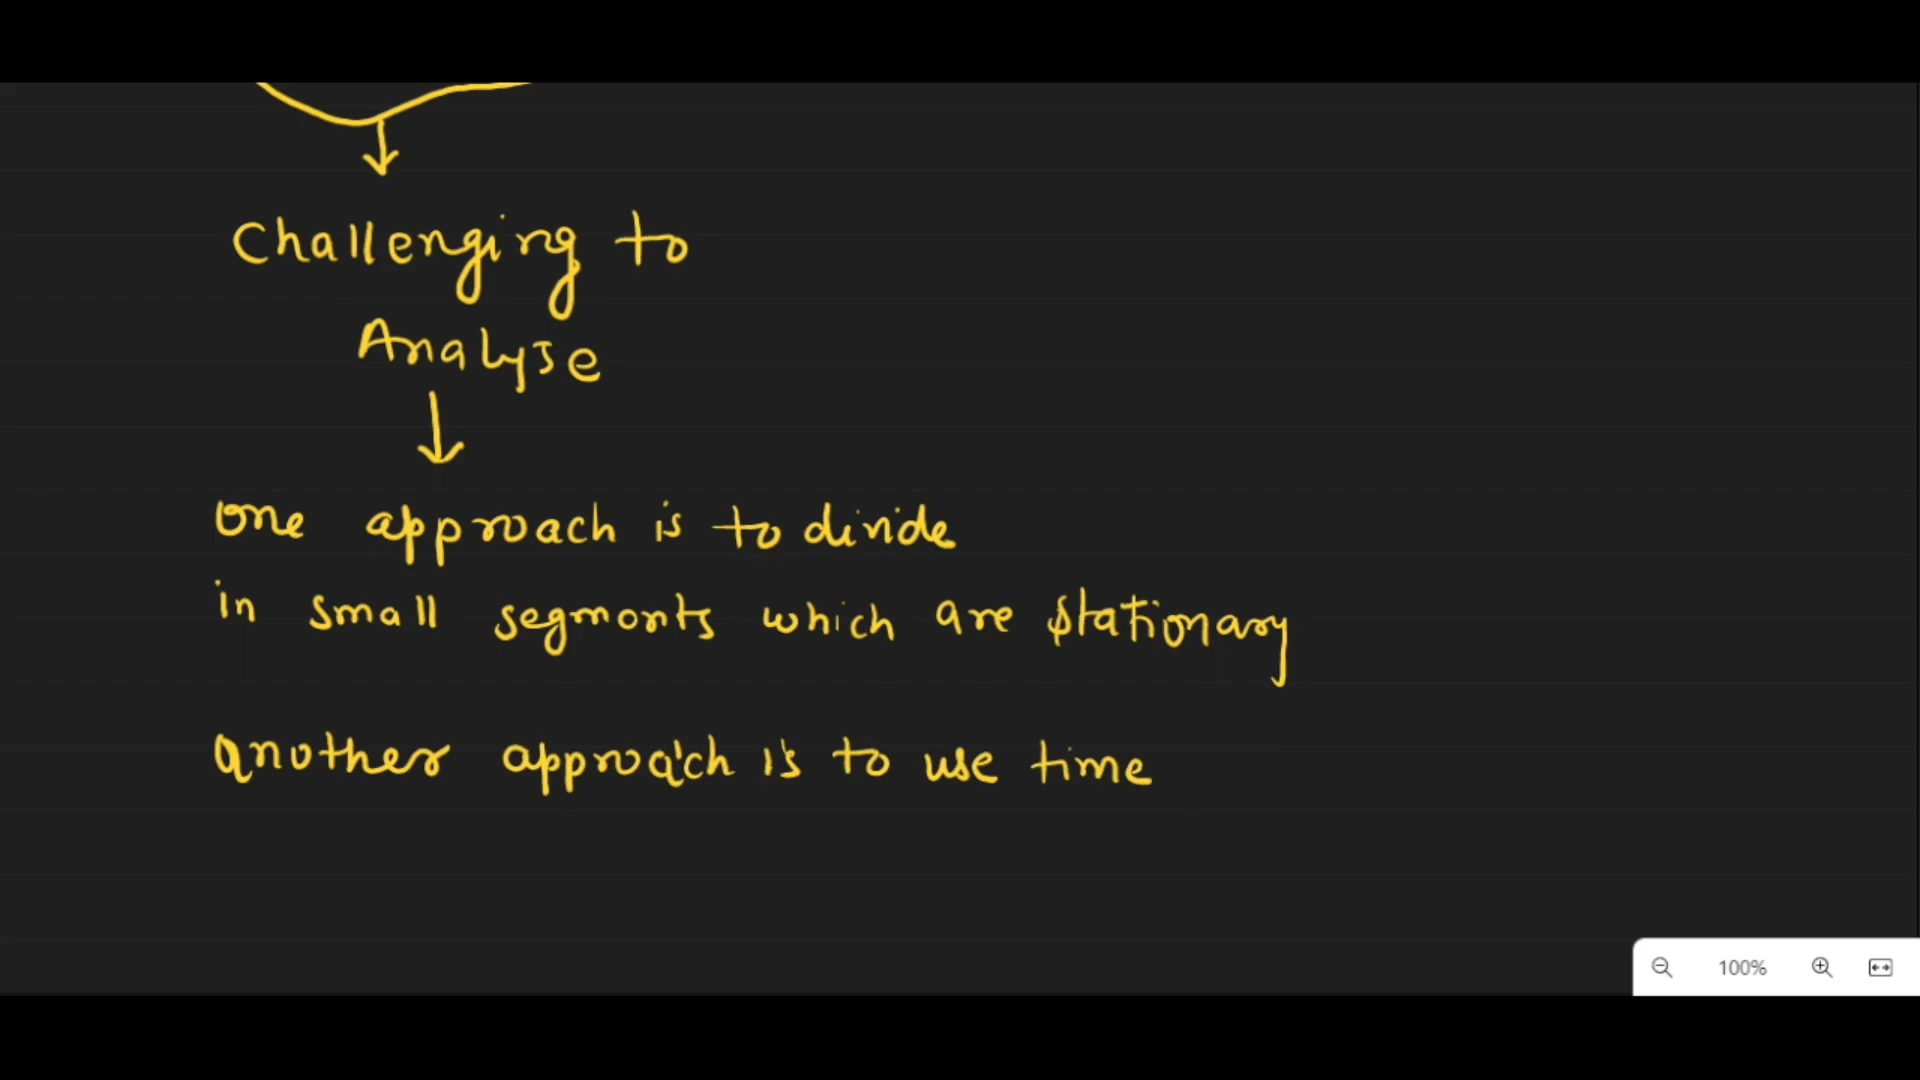 Challenging to
Analyse
one approach is to divide
in small segments which are stationary
another approach is to use time
100%